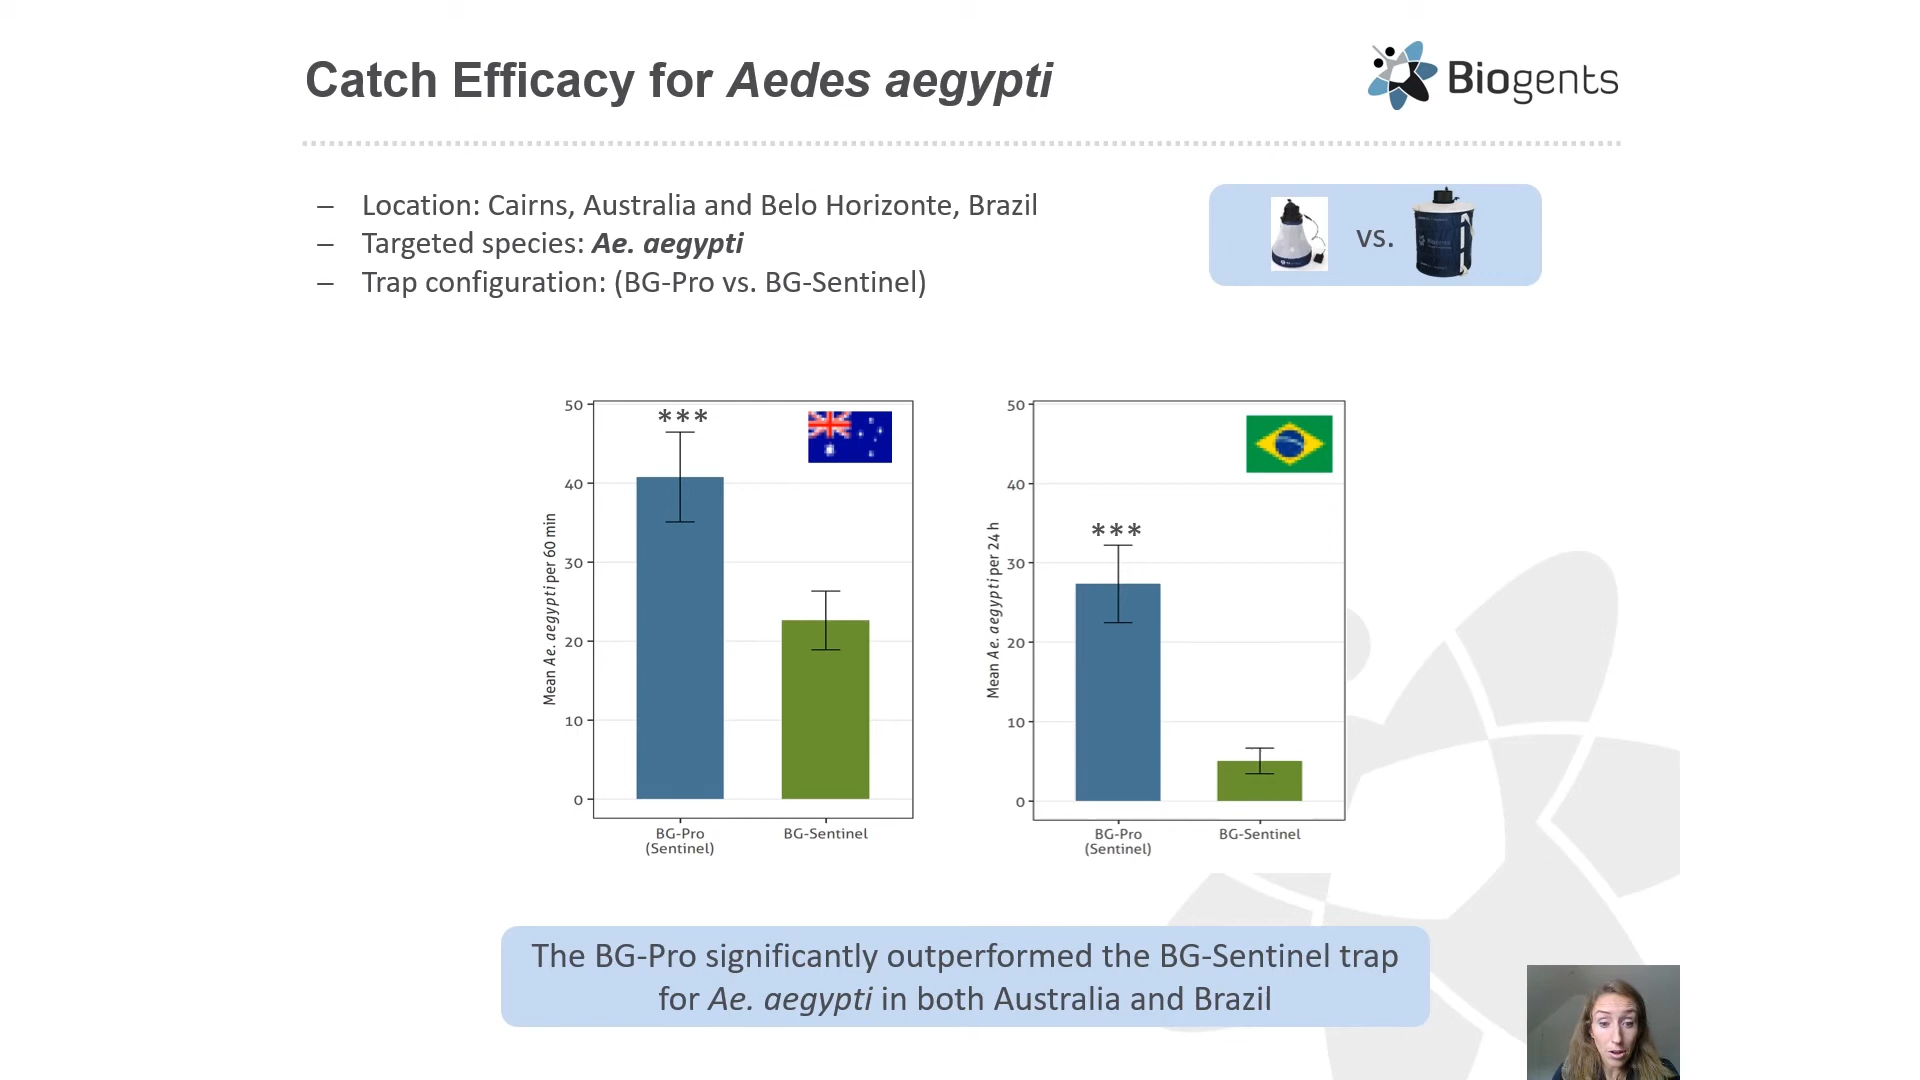 Catch Efficacy for Aedes aegypti
Biogents
– Location: Cairns, Australia and Belo Horizonte, Brazil
– Targeted species: Ae. aegypti
– Trap configuration: (BG-Pro vs. BG-Sentinel)
vs.
Mean Ae. aegypti per 60 min
50
40
30
20
10
0
***
BG-Pro
(Sentinel)
BG-Sentinel
Mean Ae. aegypti per 24 h
50
40
30
20
10
0
***
BG-Pro
(Sentinel)
BG-Sentinel
The BG-Pro significantly outperformed the BG-Sentinel trap
for Ae. aegypti in both Australia and Brazil